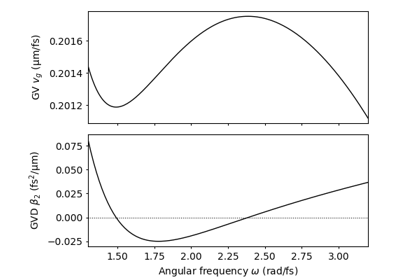 0.2016
0.2014
0.2012
GV v_g (μm/fs)
0.075
0.050
0.025
0.000
−0.025
GVD β₂ (fs²/μm)
1.50 1.75 2.00 2.25 2.50 2.75 3.00
Angular frequency ω (rad/fs)